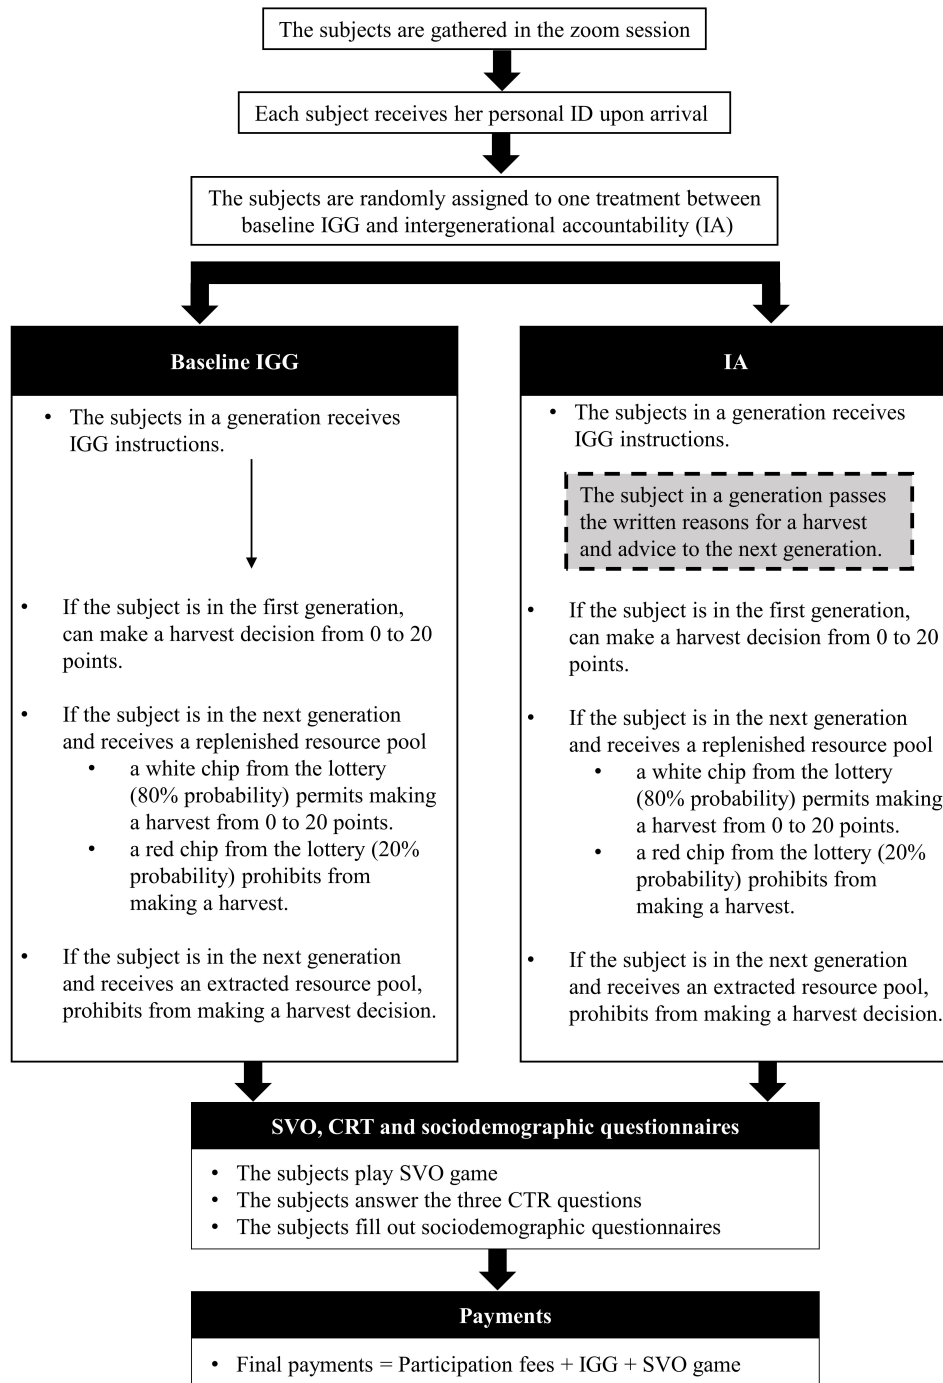 The subjects are gathered in the zoom session
Each subject receives her personal ID upon arrival
The subjects are randomly assigned to one treatment between
baseline IGG and intergenerational accountability (IA)
Baseline IGG
• The subjects in a generation receives
IGG instructions.
• If the subject is in the first generation,
can make a harvest decision from 0 to 20
points.
• If the subject is in the next generation
and receives a replenished resource pool
• a white chip from the lottery
(80% probability) permits making
a harvest from 0 to 20 points.
• a red chip from the lottery (20%
probability) prohibits from
making a harvest.
• If the subject is in the next generation
and receives an extracted resource pool,
prohibits from making a harvest decision.
IA
• The subjects in a generation receives
IGG instructions.
The subject in a generation passes
the written reasons for a harvest
and advice to the next generation.
• If the subject is in the first generation,
can make a harvest decision from 0 to 20
points.
• If the subject is in the next generation
and receives a replenished resource pool
• a white chip from the lottery
(80% probability) permits making
a harvest from 0 to 20 points.
• a red chip from the lottery (20%
probability) prohibits from
making a harvest.
• If the subject is in the next generation
and receives an extracted resource pool,
prohibits from making a harvest decision.
SVO, CRT and sociodemographic questionnaires
• The subjects play SVO game
• The subjects answer the three CTR questions
• The subjects fill out sociodemographic questionnaires
Payments
• Final payments = Participation fees + IGG + SVO game